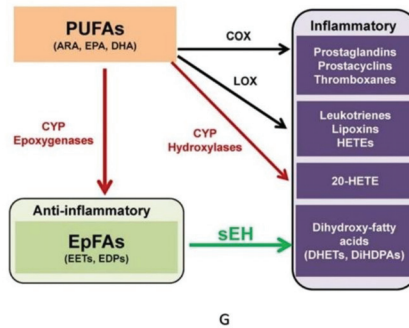 PUFAs
(ARA, EPA, DHA)
COX
LOX
CYP
Epoxygenases
CYP
Hydroxylases
Inflammatory
Prostaglandins
Prostacyclins
Thromboxanes
Leukotrienes
Lipoxins
HETEs
20-HETE
Dihydroxy-fatty
acids
(DHETs, DiHDPAs)
Anti-inflammatory
EpFAs
(EETs, EDPs)
sEH
G